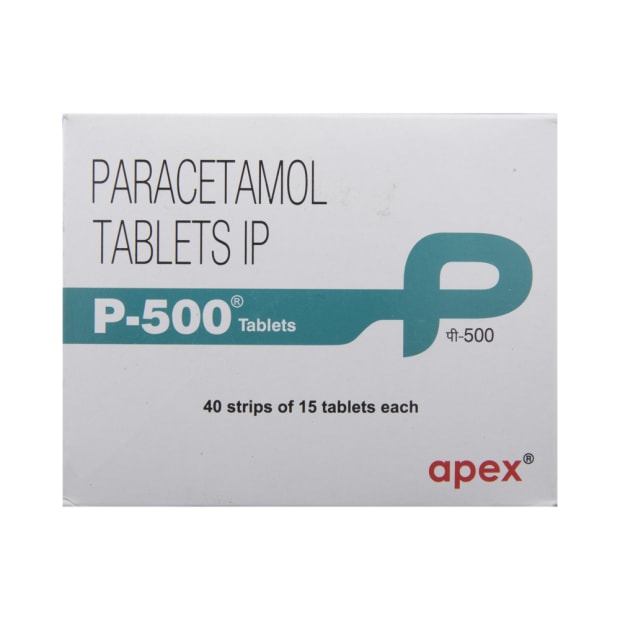 PARACETAMOL
TABLETS IP
P-500® Tablets
पी-500
40 strips of 15 tablets each
apex®